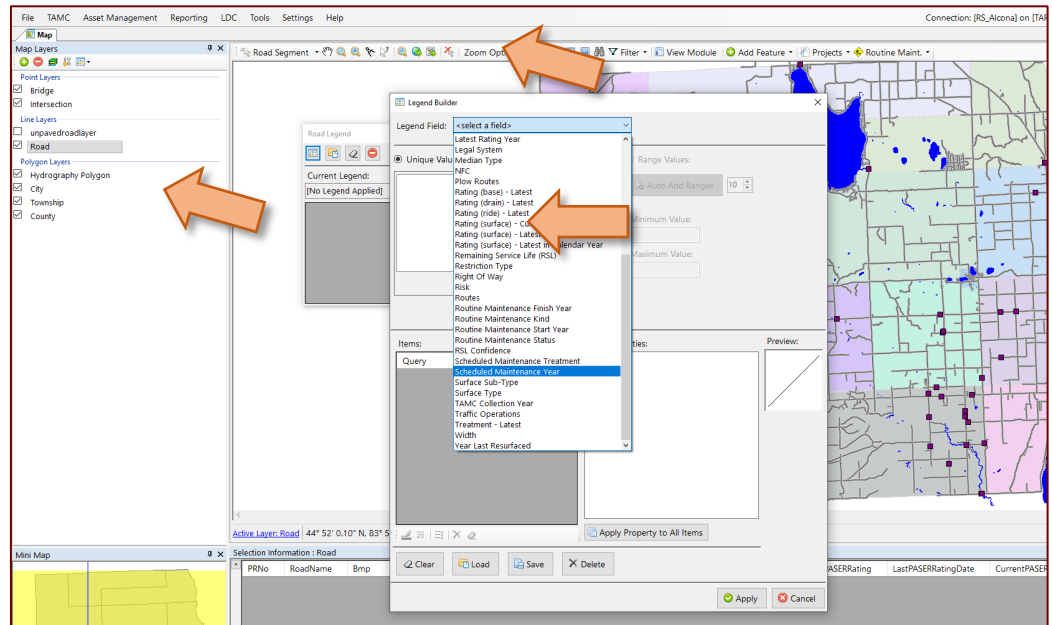 File TAMC Asset Management Reporting LDC Tools Settings Help
Connection: [RS_Alcona] on [TAR
Map
Map Layers
Road Segment
Zoom Opt
Filter
View Module
Add Feature
Projects
Routine Maint.
Point Layers
Bridge
Intersection
Line Layers
unpavedroadlayer
Road
Polygon Layers
Hydrography Polygon
City
Township
County
Road Legend
Current Legend:
[No Legend Applied]
Legend Builder
Legend Field: <select a field>
Unique Valu
Range Values:
Auto Add Ranges 10
Minimum Value:
Maximum Value:
Latest Rating Year
Legal System
Median Type
NFC
Plow Routes
Rating (base) - Latest
Rating (drain) - Latest
Rating (ride) - Latest
Rating (surface) - Cu
Rating (surface) - Lates
Rating (surface) - Latest in Calendar Year
Remaining Service Life (RSL)
Restriction Type
Right Of Way
Risk
Routes
Routine Maintenance Finish Year
Routine Maintenance Kind
Routine Maintenance Start Year
Routine Maintenance Status
RSL Confidence
Scheduled Maintenance Treatment
Scheduled Maintenance Year
Surface Sub-Type
Surface Type
TAMC Collection Year
Traffic Operations
Treatment - Latest
Width
Year Last Resurfaced
Items:
Query
ties:
Preview:
Apply Property to All Items
Clear Load Save Delete
Apply Cancel
Active Layer: Road 44° 52' 0.10" N, 83° 5
Mini Map
Selection Information : Road
PRNo RoadName Bmp
ASERRating LastPASERRatingDate CurrentPASER